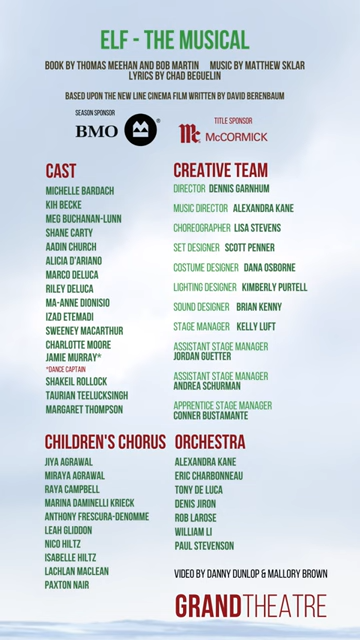 ELF - THE MUSICAL
BOOK BY THOMAS MEEHAN AND BOB MARTIN MUSIC BY MATTHEW SKLAR
LYRICS BY CHAD BEGUELIN
BASED UPON THE NEW LINE CINEMA FILM WRITTEN BY DAVID BERENBAUM
SEASON SPONSOR
BMO
TITLE SPONSOR
McCORMICK
CAST
MICHELLE BARDACH
KIH BECKE
MEG BUCHANAN-LUNN
SHANE CARTY
AADIN CHURCH
ALICIA D'ARIANO
MARCO DELUCA
RILEY DELUCA
MA-ANNE DIONISIO
IZAD ETEMADI
SWEENEY MACARTHUR
CHARLOTTE MOORE
JAMIE MURRAY*
*DANCE CAPTAIN
SHAKEIL ROLLOCK
TAURIAN TEELUCKSINGH
MARGARET THOMPSON
CREATIVE TEAM
DIRECTOR DENNIS GARNHUM
MUSIC DIRECTOR ALEXANDRA KANE
CHOREOGRAPHER LISA STEVENS
SET DESIGNER SCOTT PENNER
COSTUME DESIGNER DANA OSBORNE
LIGHTING DESIGNER KIMBERLY PURTELL
SOUND DESIGNER BRIAN KENNY
STAGE MANAGER KELLY LUFT
ASSISTANT STAGE MANAGER
JORDAN GUETTER
ASSISTANT STAGE MANAGER
ANDREA SCHURMAN
APPRENTICE STAGE MANAGER
CONNER BUSTAMANTE
CHILDREN'S CHORUS
JIYA AGRAWAL
MIRAYA AGRAWAL
RAYA CAMPBELL
MARINA DAMINELLI KRIECK
ANTHONY FRESCURA-DENOMME
LEAH GLIDDON
NICO HILTZ
ISABELLE HILTZ
LACHLAN MACLEAN
PAXTON NAIR
ORCHESTRA
ALEXANDRA KANE
ERIC CHARBONNEAU
TONY DE LUCA
DENIS JIRON
ROB LAROSE
WILLIAM LI
PAUL STEVENSON
VIDEO BY DANNY DUNLOP & MALLORY BROWN
GRANDTHEATRE